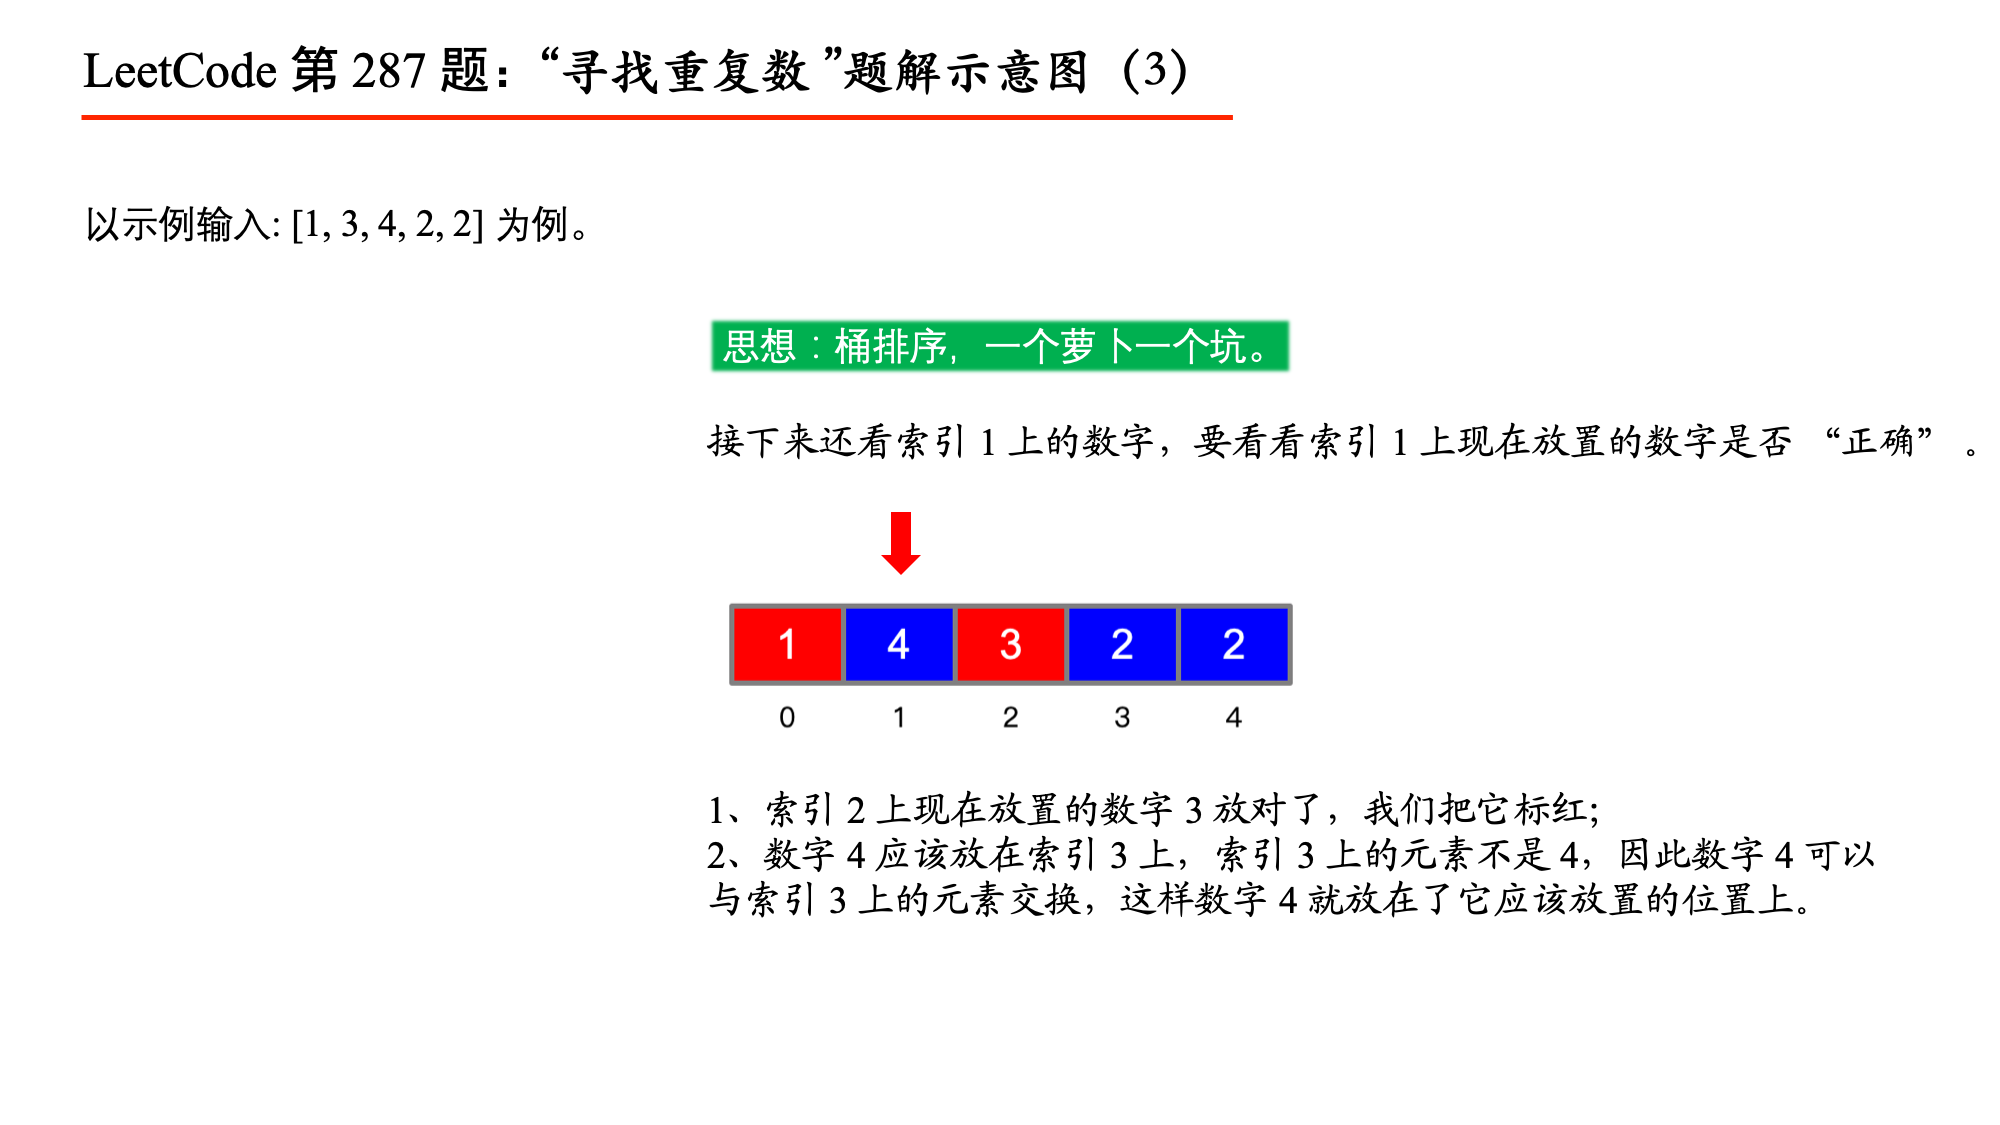 LeetCode 第 287 题：“寻找重复数”题解示意图（3）
以示例输入: [1, 3, 4, 2, 2] 为例。
思想：桶排序，一个萝卜一个坑。
接下来还看索引 1 上的数字，要看看索引 1 上现在放置的数字是否 “正确” 。
1 4 3 2 2
0 1 2 3 4
1、索引 2 上现在放置的数字 3 放对了，我们把它标红；
2、数字 4 应该放在索引 3 上，索引 3 上的元素不是 4，因此数字 4 可以
与索引 3 上的元素交换，这样数字 4 就放在了它应该放置的位置上。